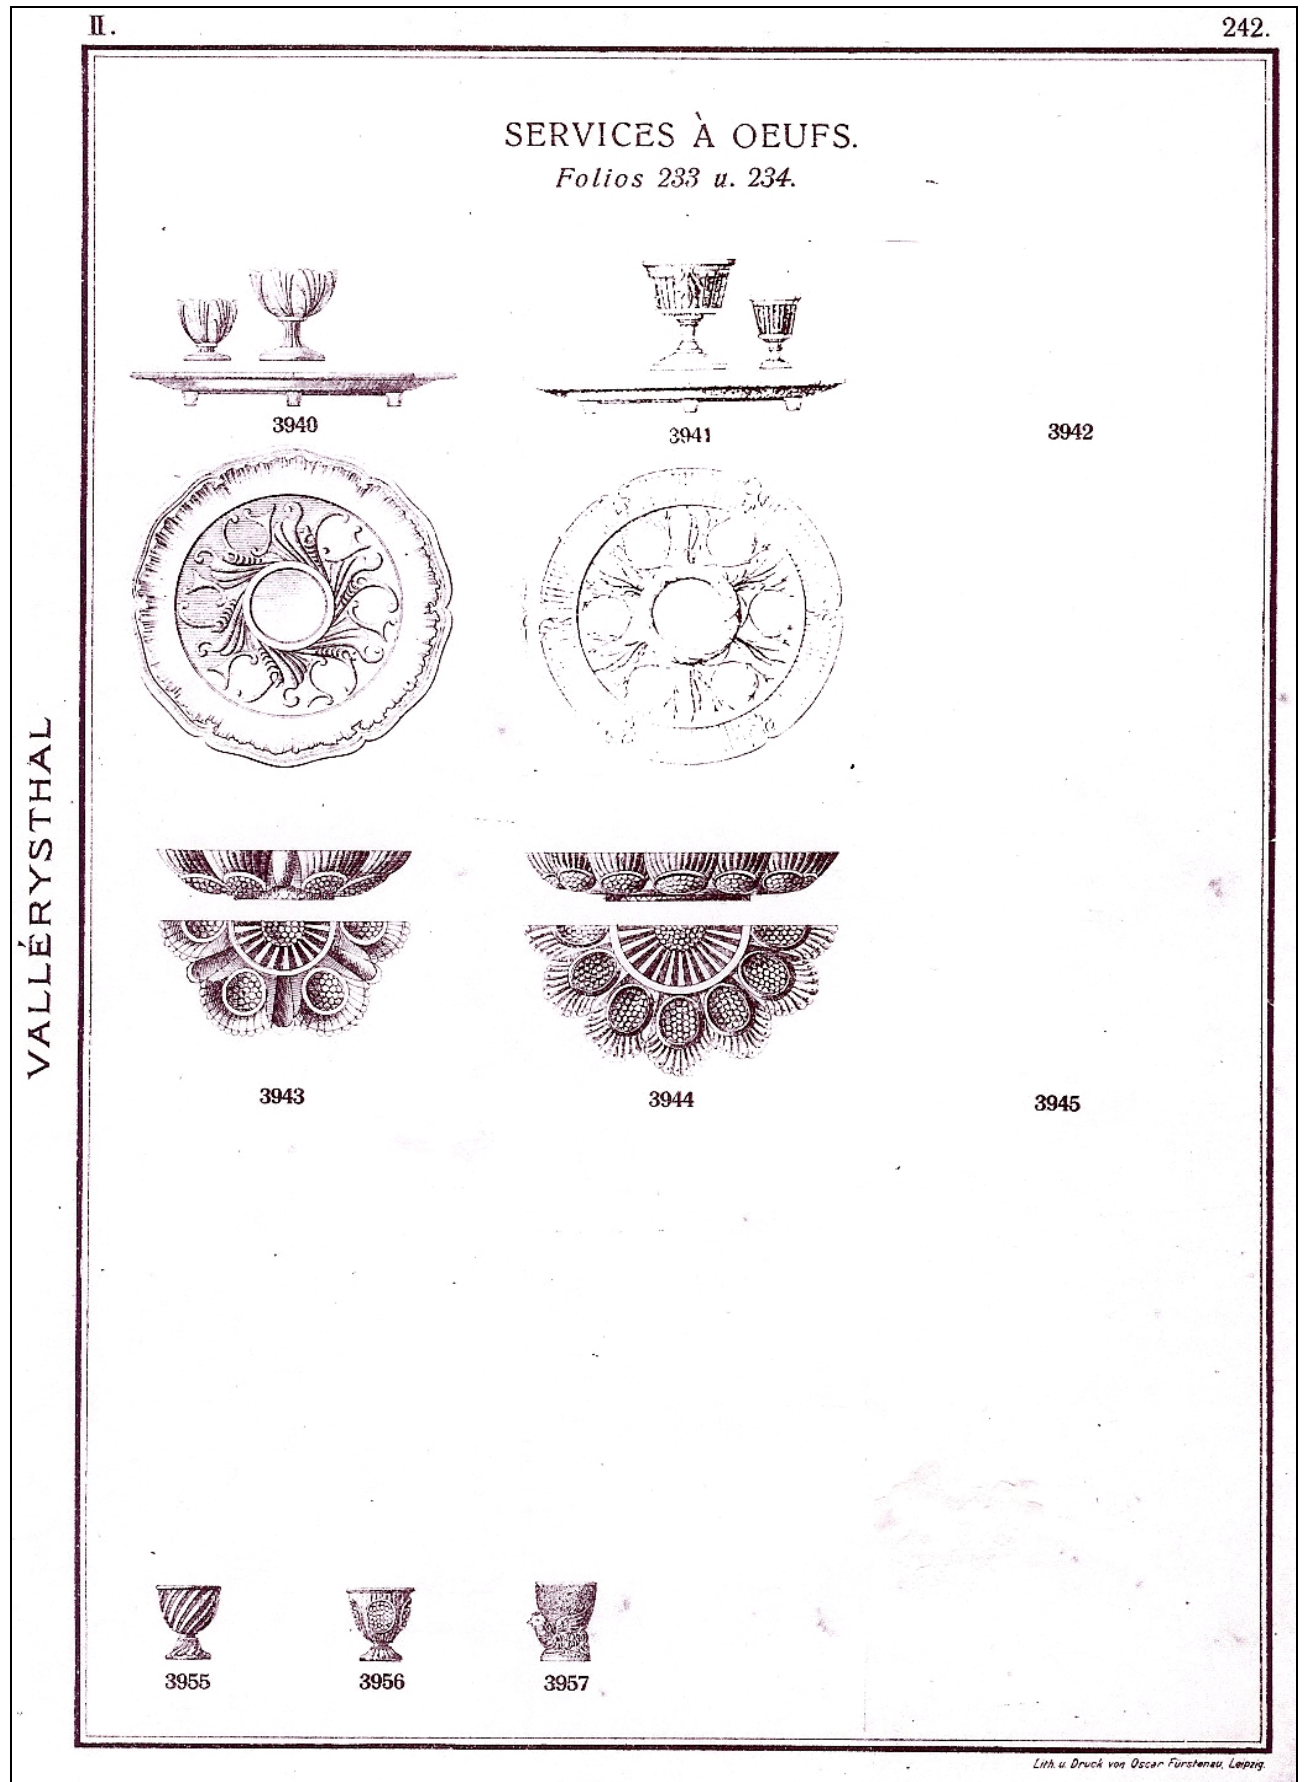 II.
242.
SERVICES À OEUFS.
Folios 233 u. 234.
3940
3941
3942
VALLÉRYSTHAL
3943
3944
3945
3955
3956
3957
Lith. u. Druck von Oscar Fürstenau, Leipzig.